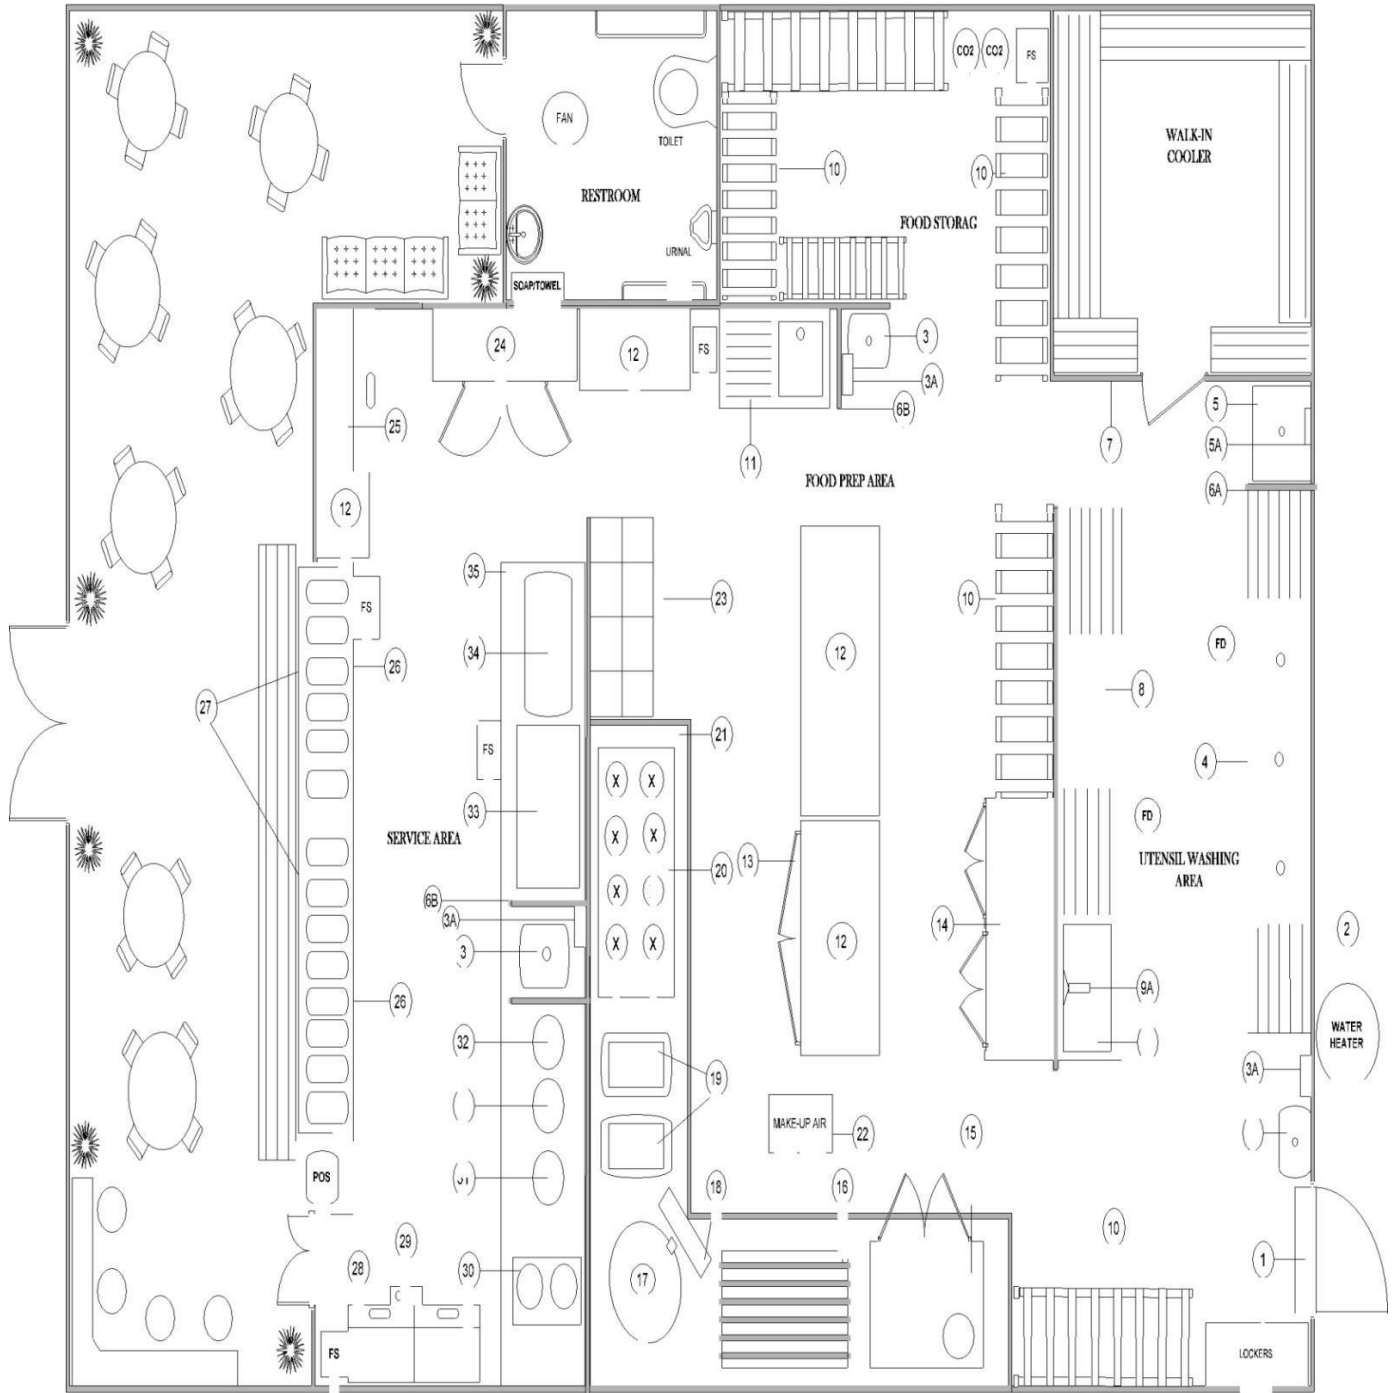 CO2 CO2
FS
FAN
TOILET
WALK-IN
COOLER
10
10
RESTROOM
FOOD STORAG
URINAL
SOAP/TOWEL
24
12
FS
3
3A
6B
5
5A
25
11
7
FOOD PREP AREA
6A
12
35
FS
23
10
FD
34
12
8
26
27
21
FS
4
33
FD
SERVICE AREA
13
UTENSIL WASHING
AREA
20
X X
X X
X
X X
6B
3A
14
2
3
12
9A
26
32
WATER
HEATER
19
3A
MAKE-UP AIR
22
15
POS
18
16
29
10
28
30
17
1
C
FS
LOCKERS